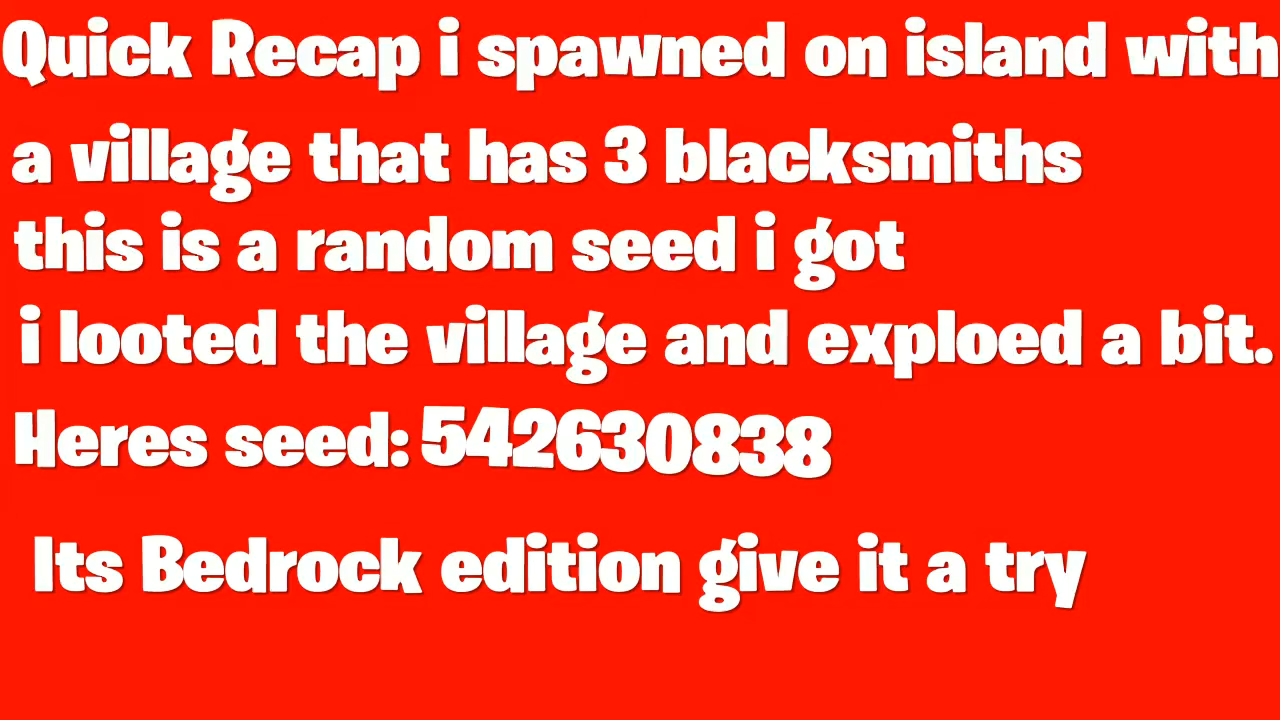 Quick Recap i spawned on island with
a village that has 3 blacksmiths
this is a random seed i got
i looted the village and exploed a bit.
Heres seed: 542630838
Its Bedrock edition give it a try